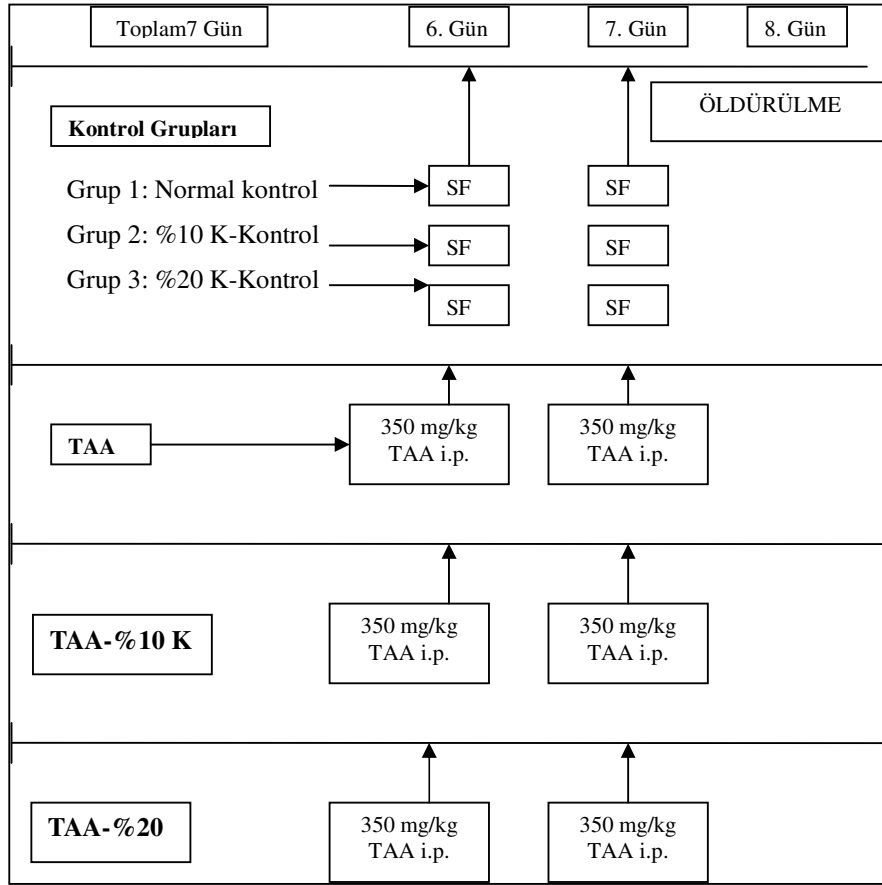 Toplam7 Gün
6. Gün
7. Gün
8. Gün
ÖLDÜRÜLME
Kontrol Grupları
Grup 1: Normal kontrol
SF
SF
Grup 2: %10 K-Kontrol
SF
SF
Grup 3: %20 K-Kontrol
SF
SF
TAA
350 mg/kg
TAA i.p.
350 mg/kg
TAA i.p.
TAA-%10 K
350 mg/kg
TAA i.p.
350 mg/kg
TAA i.p.
TAA-%20
350 mg/kg
TAA i.p.
350 mg/kg
TAA i.p.